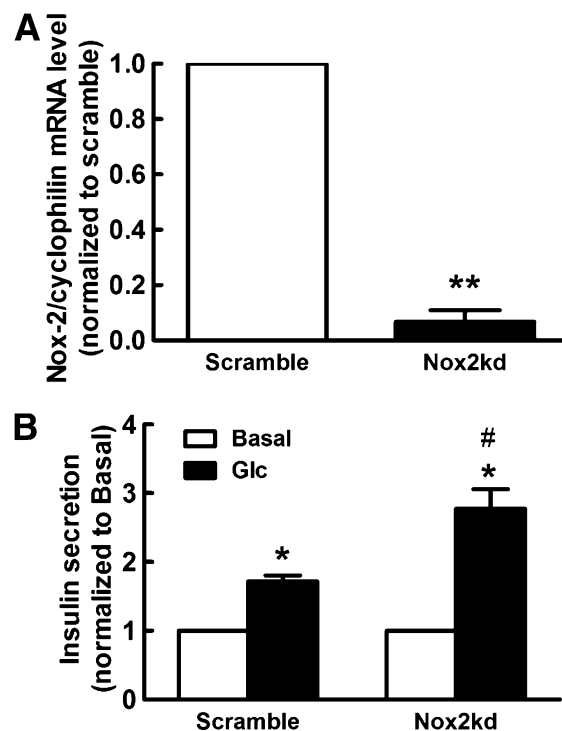 A
Nox-2/cyclophilin mRNA level
(normalized to scramble)
1.0
0.8
0.6
0.4
0.2
0.0
**
Scramble Nox2kd
B
Insulin secretion
(normalized to Basal)
4
3
2
1
0
Basal
Glc
*
#
*
Scramble Nox2kd